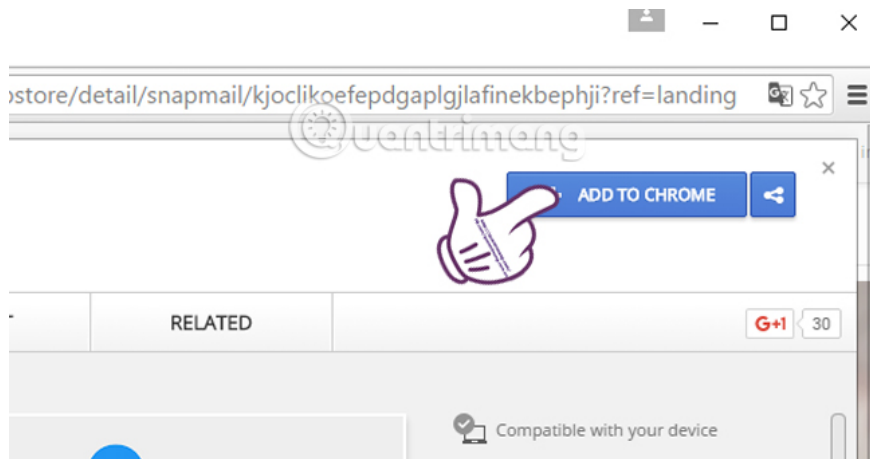 ostore/detail/snapmail/kjoclikoefepdgaplgjlafinekbephji?ref=landing
Quantrimang
ADD TO CHROME
RELATED
G+1 30
Compatible with your device